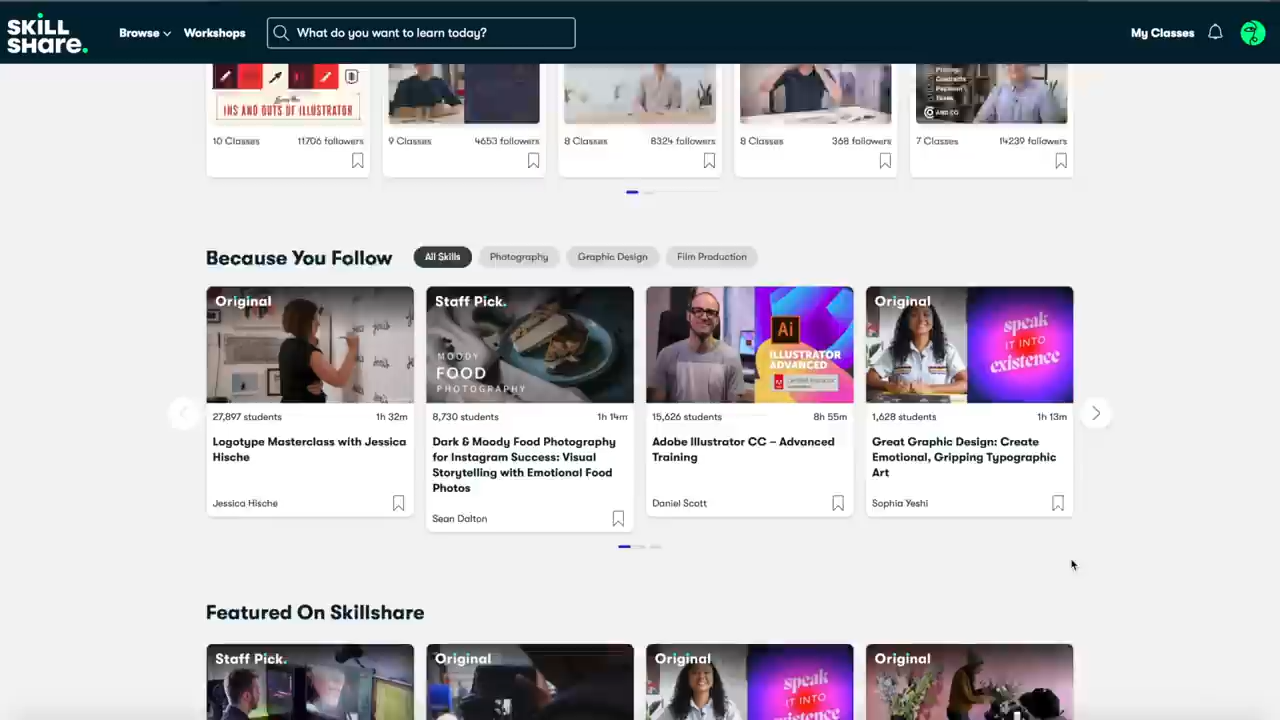 SKILL
SHARE.
Browse
Workshops
What do you want to learn today?
My Classes
INS AND OUTS OF ILLUSTRATOR
Contracts
Payment
Taxes
AND CO
10 Classes
11706 followers
9 Classes
4653 followers
8 Classes
8324 followers
8 Classes
368 followers
7 Classes
14239 followers
Because You Follow
All Skills
Photography
Graphic Design
Film Production
Original
27,897 students
1h 32m
Logotype Masterclass with Jessica
Hische
Jessica Hische
Staff Pick.
MOODY
FOOD
PHOTOGRAPHY
8,730 students
1h 14m
Dark & Moody Food Photography
for Instagram Success: Visual
Storytelling with Emotional Food
Photos
Sean Dalton
Ai
ILLUSTRATOR
ADVANCED
15,626 students
8h 55m
Adobe Illustrator CC – Advanced
Training
Daniel Scott
Original
speak
IT INTO
existence
1,628 students
1h 13m
Great Graphic Design: Create
Emotional, Gripping Typographic
Art
Sophia Yeshi
Featured On Skillshare
Staff Pick.
Original
Original
speak
IT INTO
existence
Original